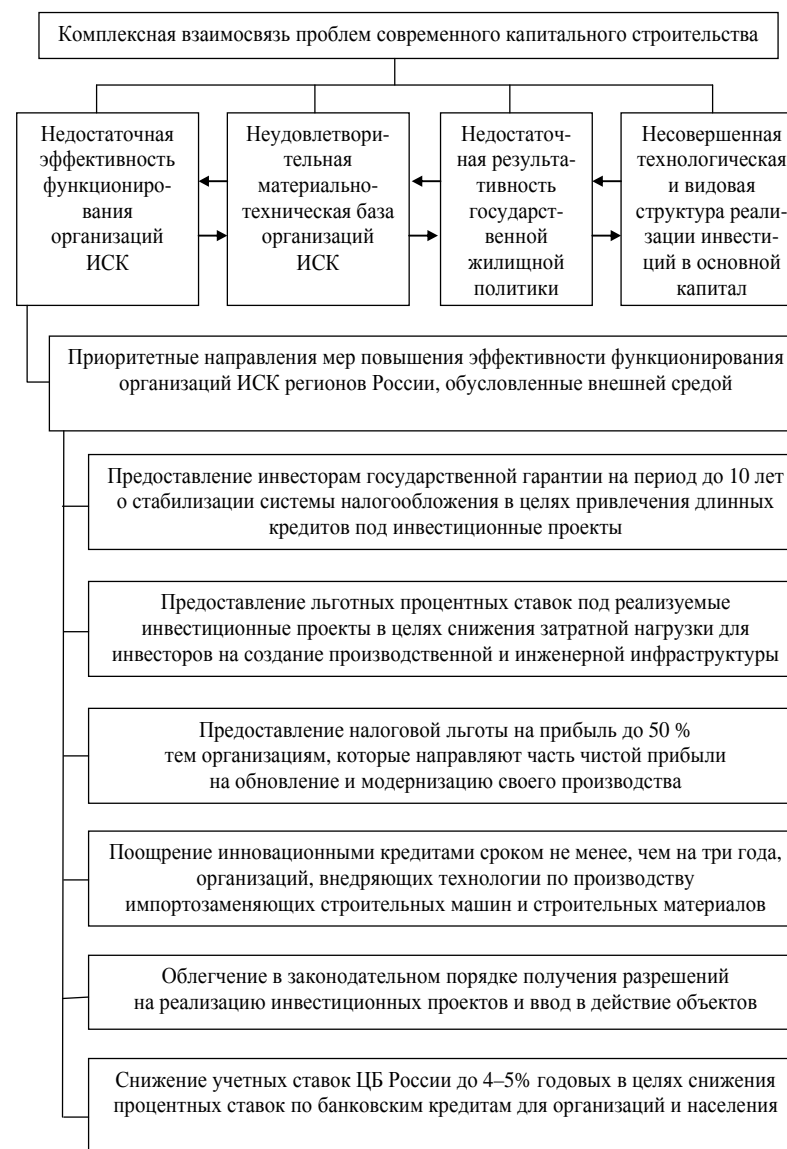 Комплексная взаимосвязь проблем современного капитального строительства
Недостаточная
эффективность
функциониро-
вания
организаций
ИСК
Неудовлетвори-
тельная
материально-
техническая база
организаций
ИСК
Недостаточ-
ная результа-
тивность
государст-
венной
жилищной
политики
Несовершенная
технологическая
и видовая
структура реали-
зации инвести-
ций в основной
капитал
Приоритетные направления мер повышения эффективности функционирования
организаций ИСК регионов России, обусловленные внешней средой
Предоставление инвесторам государственной гарантии на период до 10 лет
о стабилизации системы налогообложения в целях привлечения длинных
кредитов под инвестиционные проекты
Предоставление льготных процентных ставок под реализуемые
инвестиционные проекты в целях снижения затратной нагрузки для
инвесторов на создание производственной и инженерной инфраструктуры
Предоставление налоговой льготы на прибыль до 50 %
тем организациям, которые направляют часть чистой прибыли
на обновление и модернизацию своего производства
Поощрение инновационными кредитами сроком не менее, чем на три года,
организаций, внедряющих технологии по производству
импортозаменяющих строительных машин и строительных материалов
Облегчение в законодательном порядке получения разрешений
на реализацию инвестиционных проектов и ввод в действие объектов
Снижение учетных ставок ЦБ России до 4–5% годовых в целях снижения
процентных ставок по банковским кредитам для организаций и населения